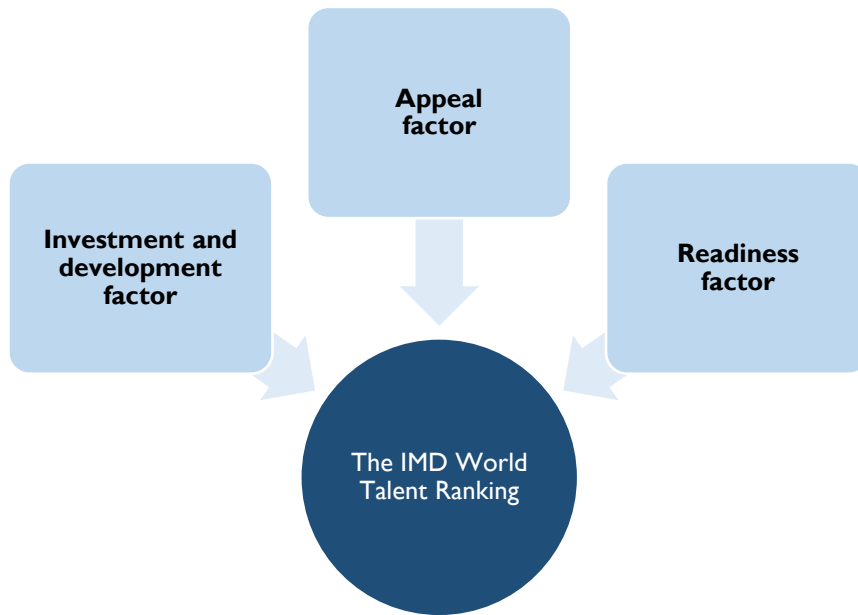 Appeal
factor
Investment and
development
factor
Readiness
factor
The IMD World
Talent Ranking